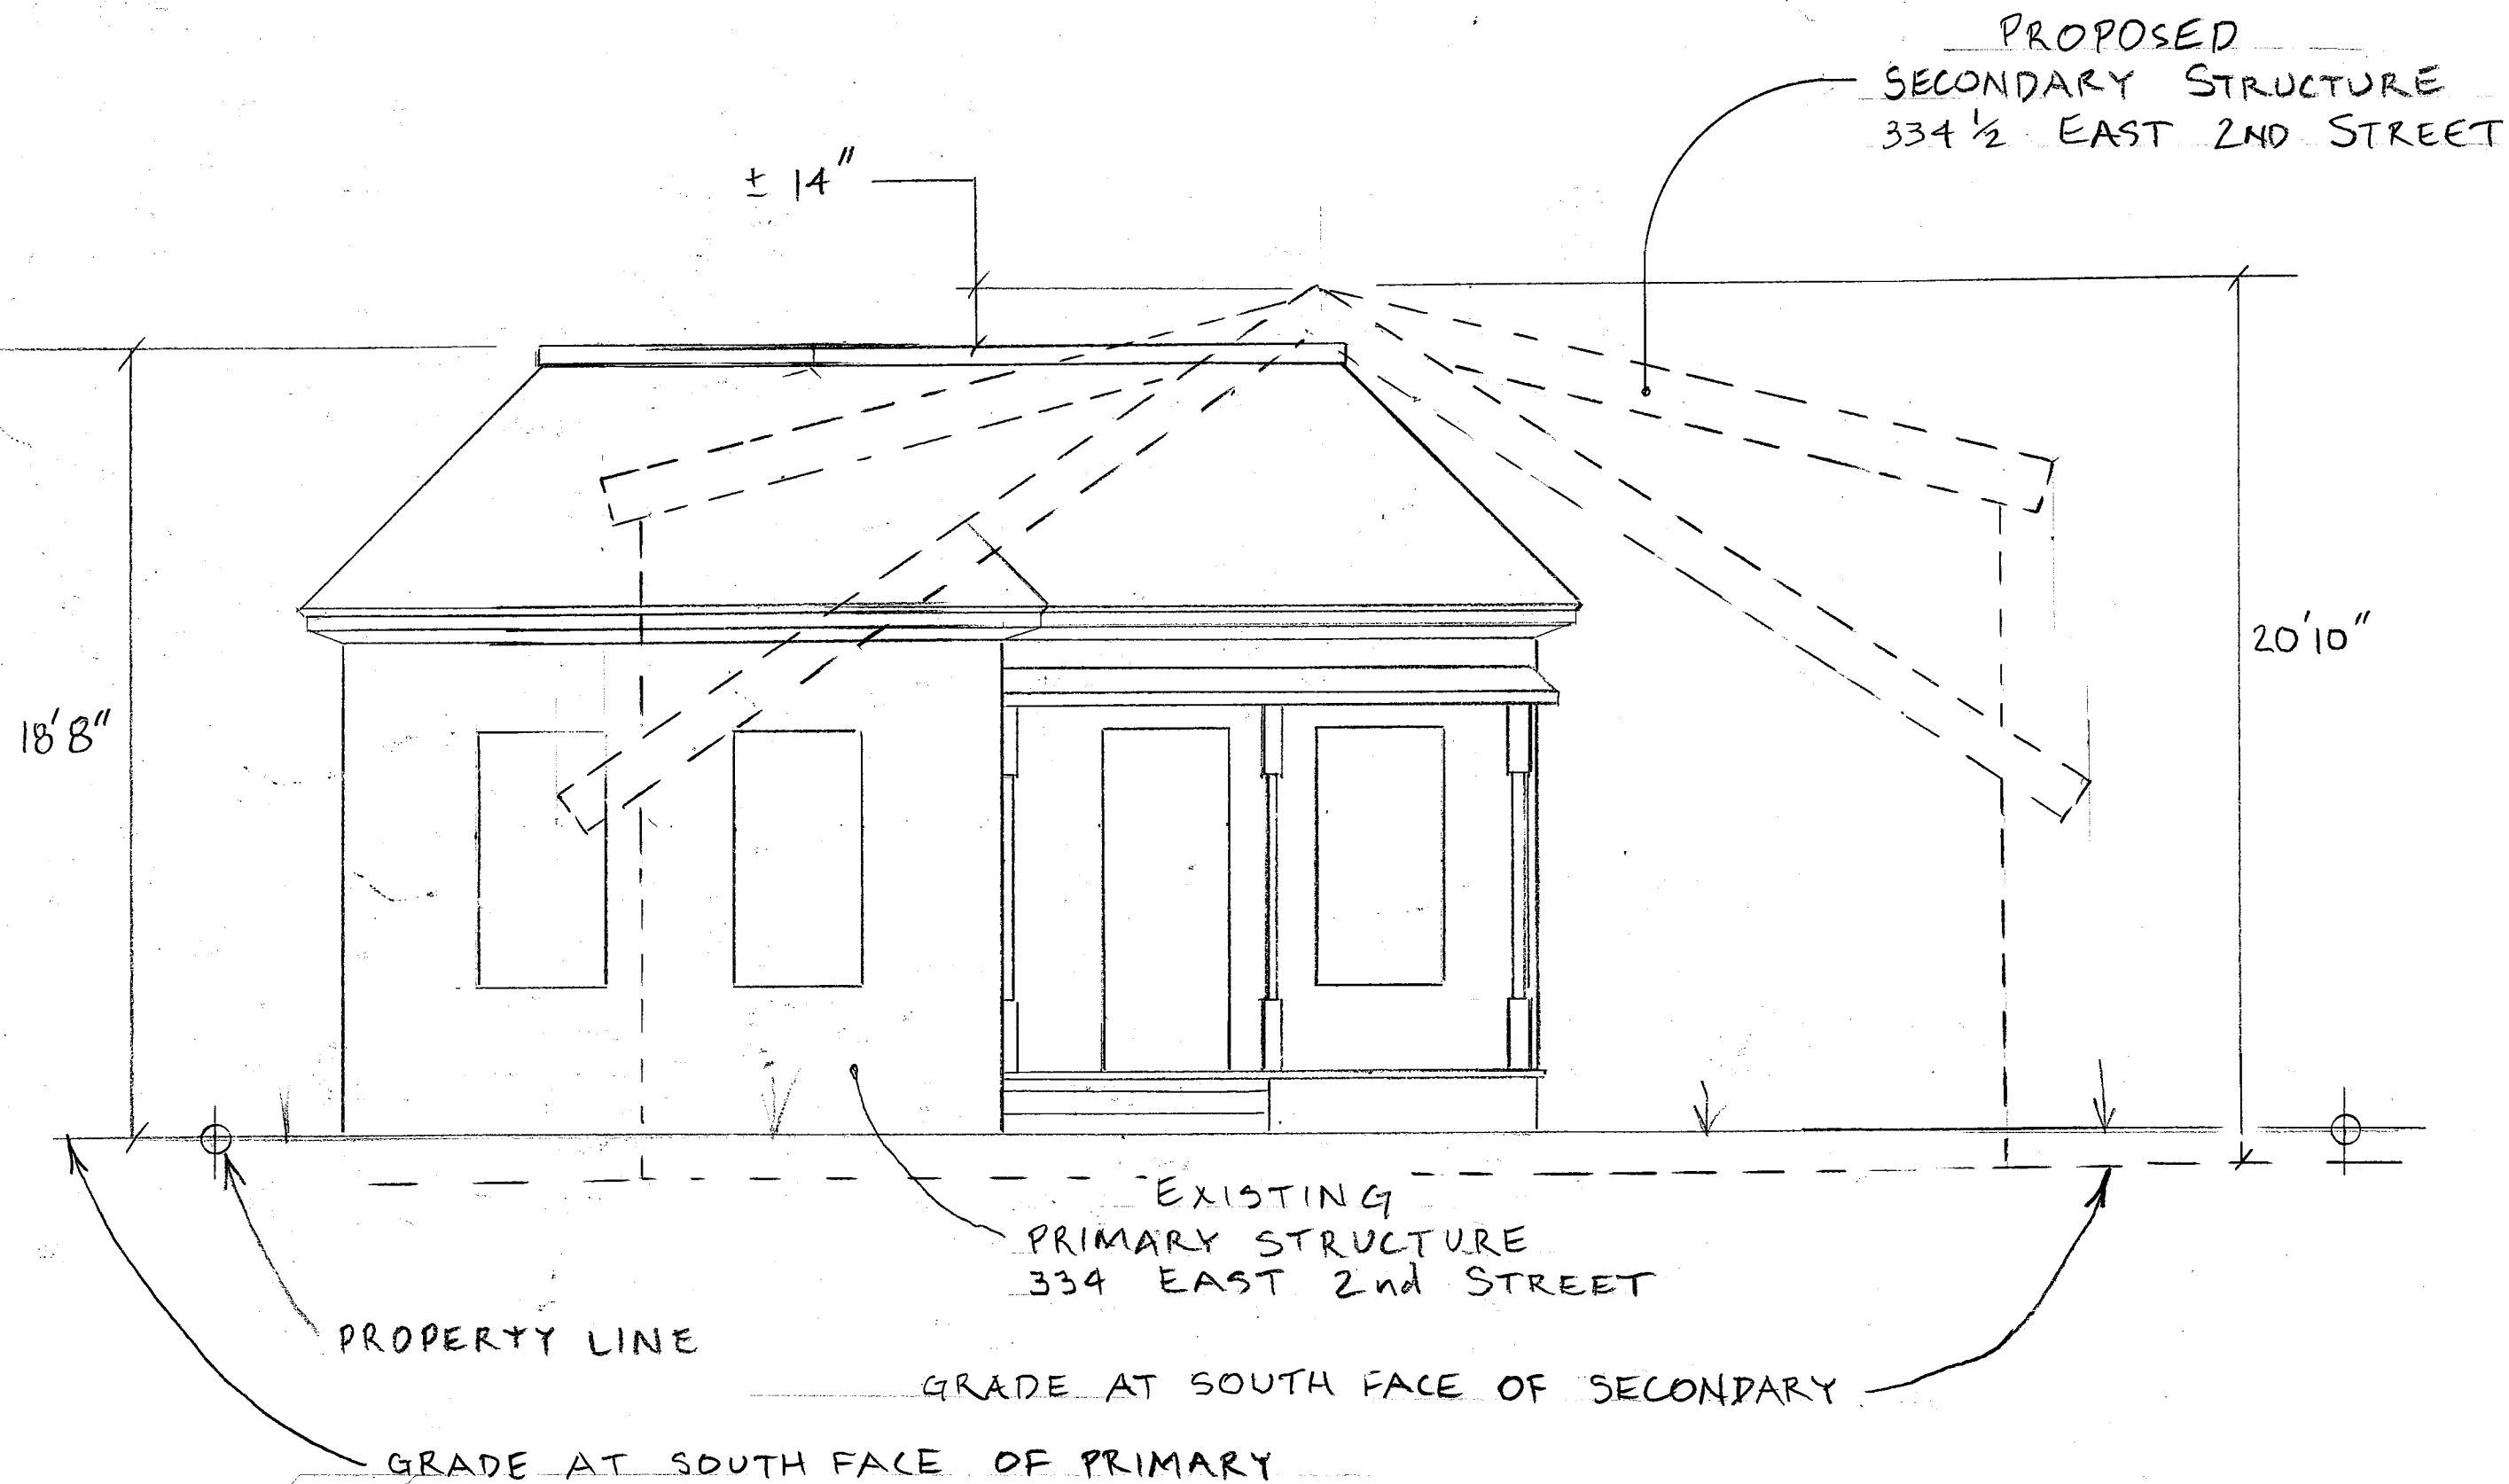 PROPOSED
SECONDARY STRUCTURE
334 ½ EAST 2ND STREET
± 14"
20'10"
18'8"
EXISTING
PRIMARY STRUCTURE
334 EAST 2nd STREET
PROPERTY LINE
GRADE AT SOUTH FACE OF SECONDARY
GRADE AT SOUTH FACE OF PRIMARY